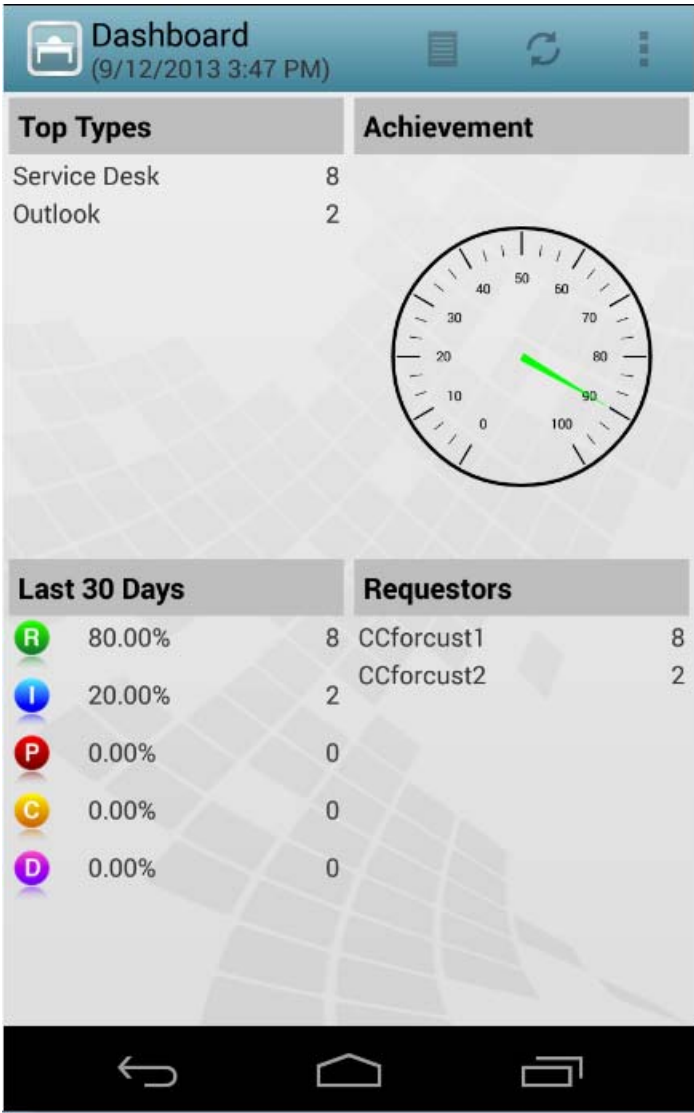 Dashboard
(9/12/2013 3:47 PM)
Top Types
Service Desk 8
Outlook 2
Achievement
0
10
20
30
40
50
60
70
80
90
100
Last 30 Days
R 80.00% 8
I 20.00% 2
P 0.00% 0
C 0.00% 0
D 0.00% 0
Requestors
CCforcust1 8
CCforcust2 2